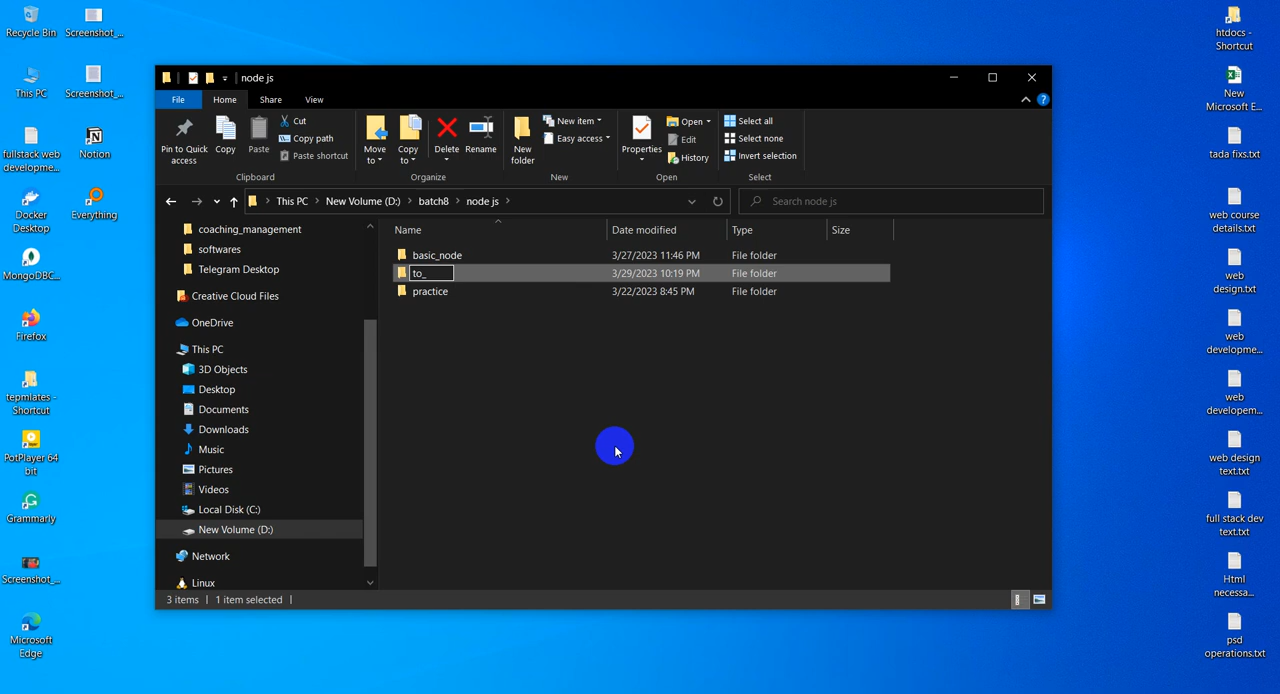 Recycle Bin
Screenshot_...
This PC
Screenshot_...
fullstack web
developme...
Notion
Docker
Desktop
Everything
MongoDBC...
Firefox
tepmlates -
Shortcut
PotPlayer 64
bit
Grammarly
Screenshot_...
Microsoft
Edge
node js
File
Home
Share
View
Pin to Quick
access
Copy
Paste
Cut
Copy path
Paste shortcut
Clipboard
Move
to
Copy
to
Delete
Rename
Organize
New
folder
New item
Easy access
New
Properties
Open
Edit
History
Open
Select all
Select none
Invert selection
Select
This PC > New Volume (D:) > batch8 > node js >
Search node js
coaching_management
softwares
Telegram Desktop
Creative Cloud Files
OneDrive
This PC
3D Objects
Desktop
Documents
Downloads
Music
Pictures
Videos
Local Disk (C:)
New Volume (D:)
Network
Linux
Name Date modified Type Size
basic_node 3/27/2023 11:46 PM File folder
to_ 3/29/2023 10:19 PM File folder
practice 3/22/2023 8:45 PM File folder
3 items | 1 item selected |
htdocs -
Shortcut
New
Microsoft E...
tada fixs.txt
web course
details.txt
web
design.txt
web
developme...
web
developem...
web design
text.txt
full stack dev
text.txt
Html
necessa...
psd
operations.txt